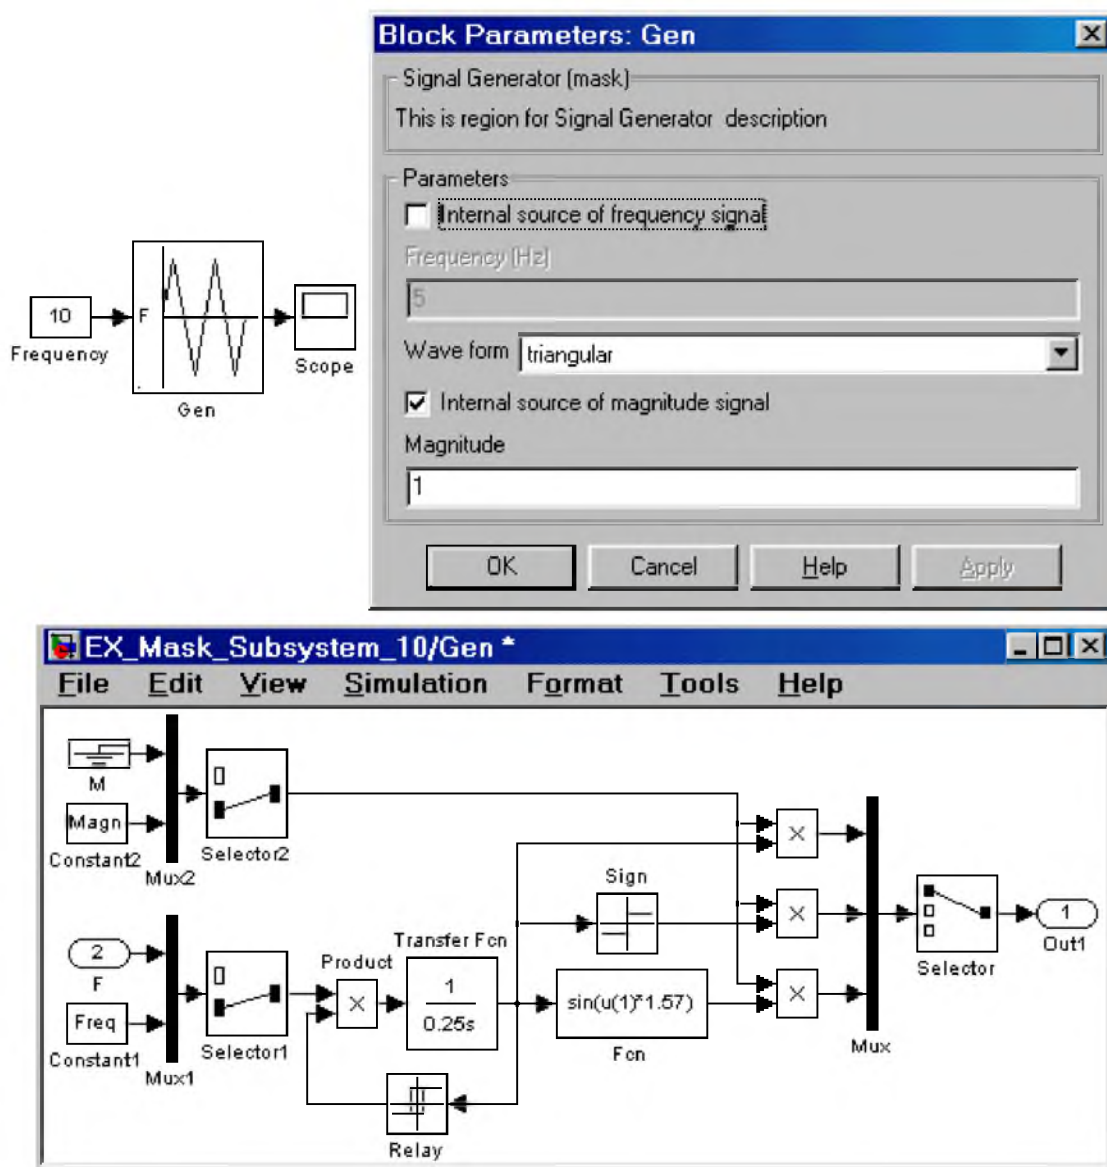 Block Parameters: Gen
Signal Generator (mask)
This is region for Signal Generator description
Parameters
Internal source of frequency signal
Frequency (Hz)
5
Wave form triangular
Internal source of magnitude signal
Magnitude
1
OK Cancel Help Apply
10
Frequency
F
Gen
Scope
EX_Mask_Subsystem_10/Gen *
File Edit View Simulation Format Tools Help
M
Magn
Constant2
Mux2
Selector2
2
F
Freq
Constant1
Mux1
Selector1
Product
×
Transfer Fcn
1
0.25s
Relay
Sign
sin(u(1)*1.57)
Fcn
×
×
×
Mux
Selector
1
Out1